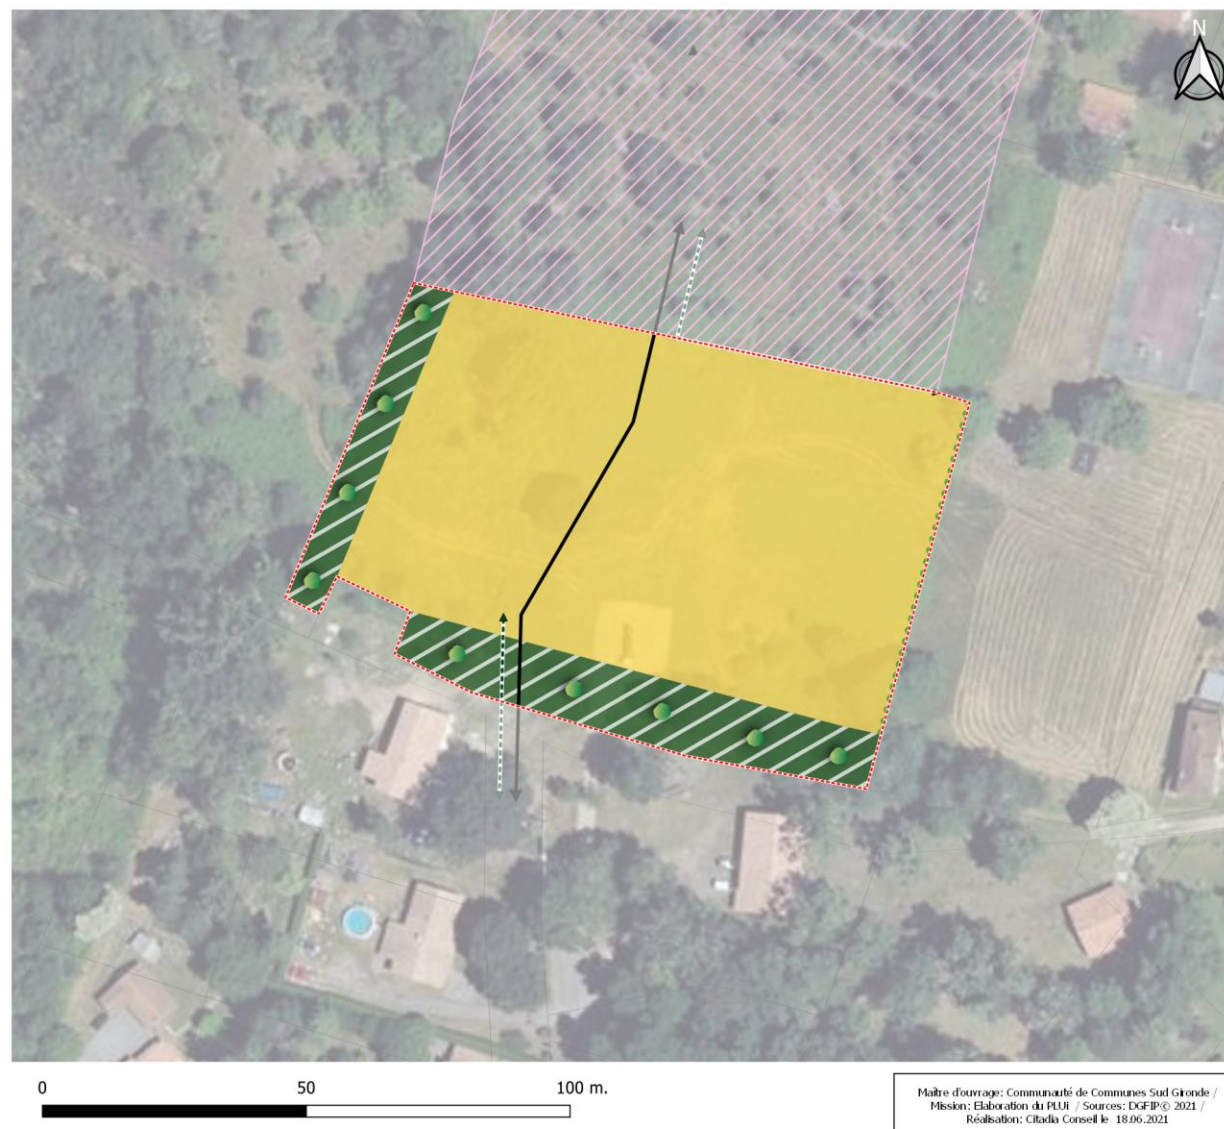 N
0 50 100 m.
Maître d'ouvrage: Communauté de Communes Sud Gironde /
Mission: Elaboration du PLUi / Sources: DGFIP© 2021 /
Réalisation: Citadia Conseil le 18.06.2021